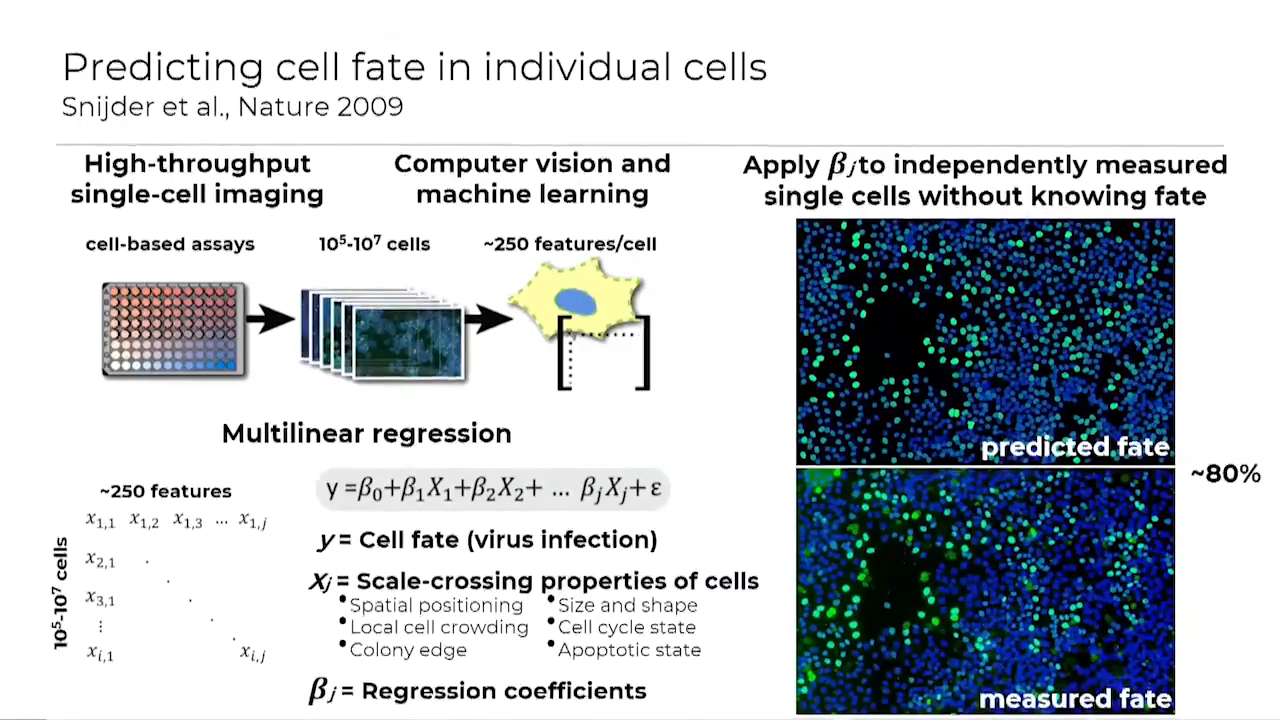 Predicting cell fate in individual cells
Snijder et al., Nature 2009
High-throughput
single-cell imaging
Computer vision and
machine learning
cell-based assays
10⁵-10⁷ cells
~250 features/cell
Multilinear regression
~250 features
10⁵-10⁷ cells
x₁,₁ x₁,₂ x₁,₃ ... x₁,ⱼ
x₂,₁
x₃,₁
⋮
xᵢ,₁ xᵢ,ⱼ
y =β₀+β₁X₁+β₂X₂+ ... βⱼXⱼ+ ε
y = Cell fate (virus infection)
Xⱼ = Scale-crossing properties of cells
•Spatial positioning
•Local cell crowding
•Colony edge
•Size and shape
•Cell cycle state
•Apoptotic state
βⱼ = Regression coefficients
Apply βⱼ to independently measured
single cells without knowing fate
predicted fate
~80%
measured fate